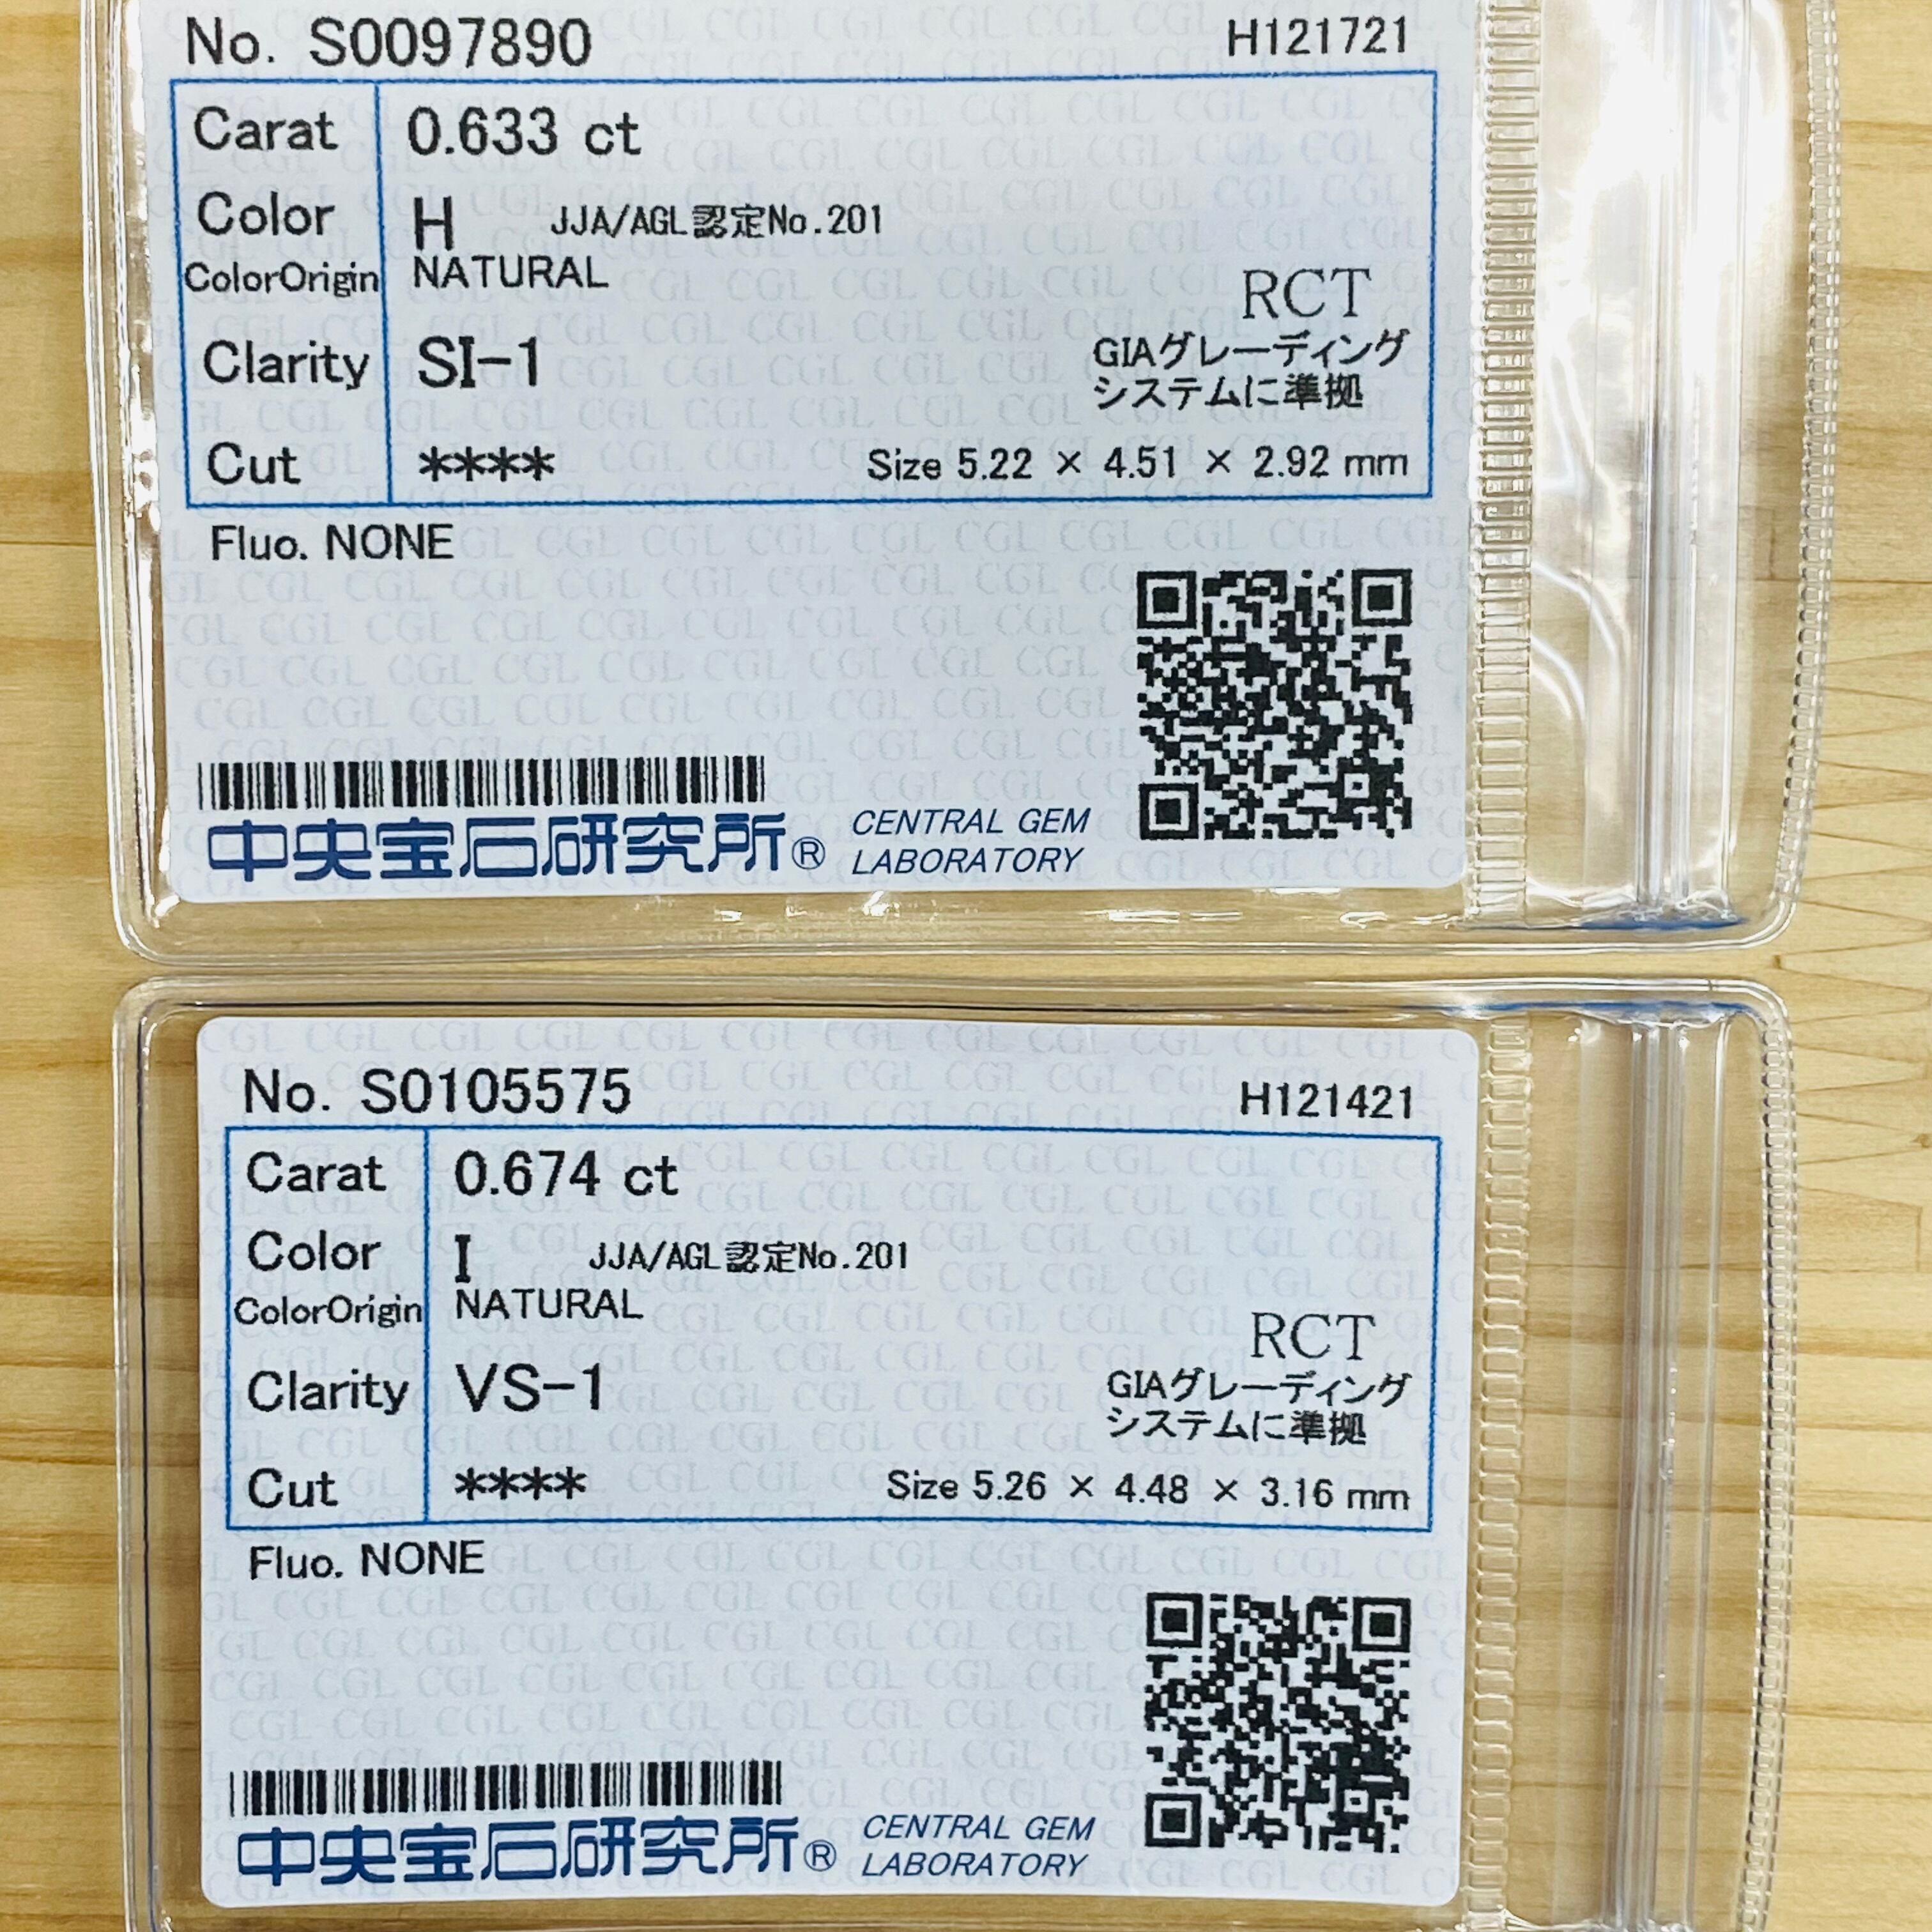 No. S0097890 H121721
Carat 0.633 ct
Color H JJA/AGL認定No.201
ColorOrigin NATURAL
RCT
Clarity SI-1 GIAグレーディング
システムに準拠
Cut **** Size 5.22 × 4.51 × 2.92 mm
Fluo. NONE
中央宝石研究所® CENTRAL GEM
LABORATORY
No. S0105575 H121421
Carat 0.674 ct
Color I JJA/AGL認定No.201
ColorOrigin NATURAL
RCT
Clarity VS-1 GIAグレーディング
システムに準拠
Cut **** Size 5.26 × 4.48 × 3.16 mm
Fluo. NONE
中央宝石研究所® CENTRAL GEM
LABORATORY